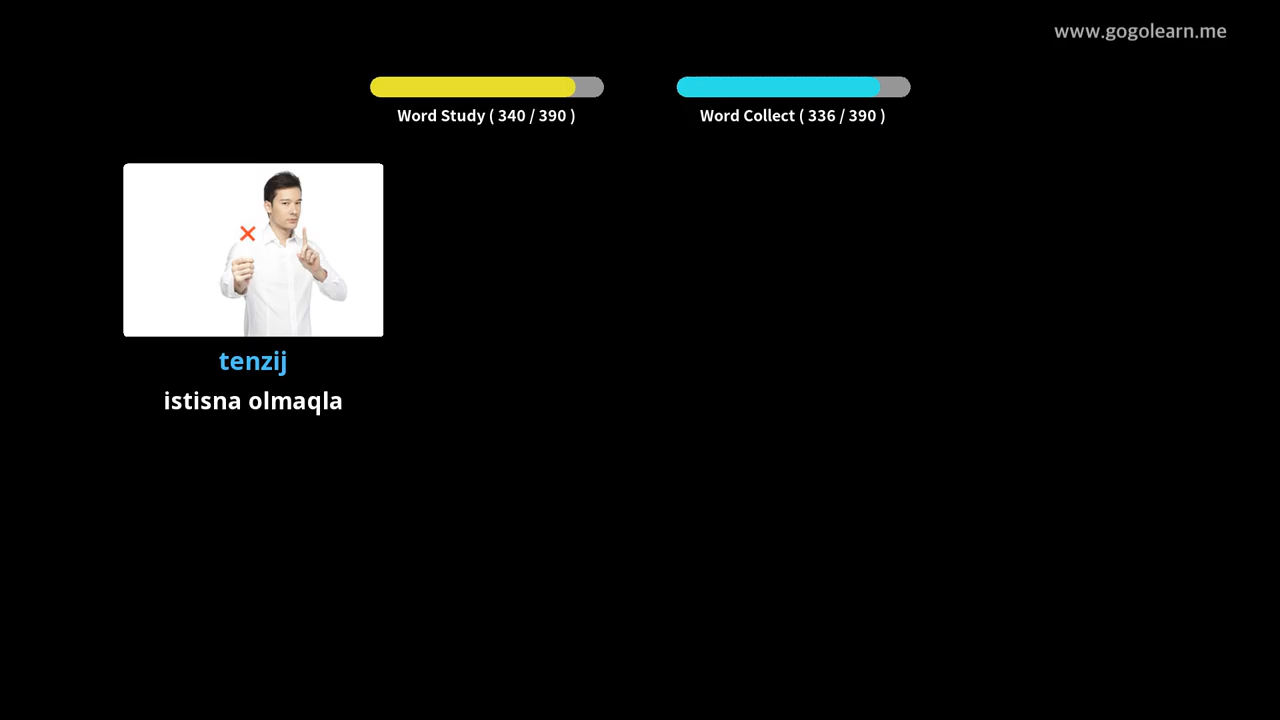 www.gogolearn.me
Word Study ( 340 / 390 )
Word Collect ( 336 / 390 )
tenzij
istisna olmaqla